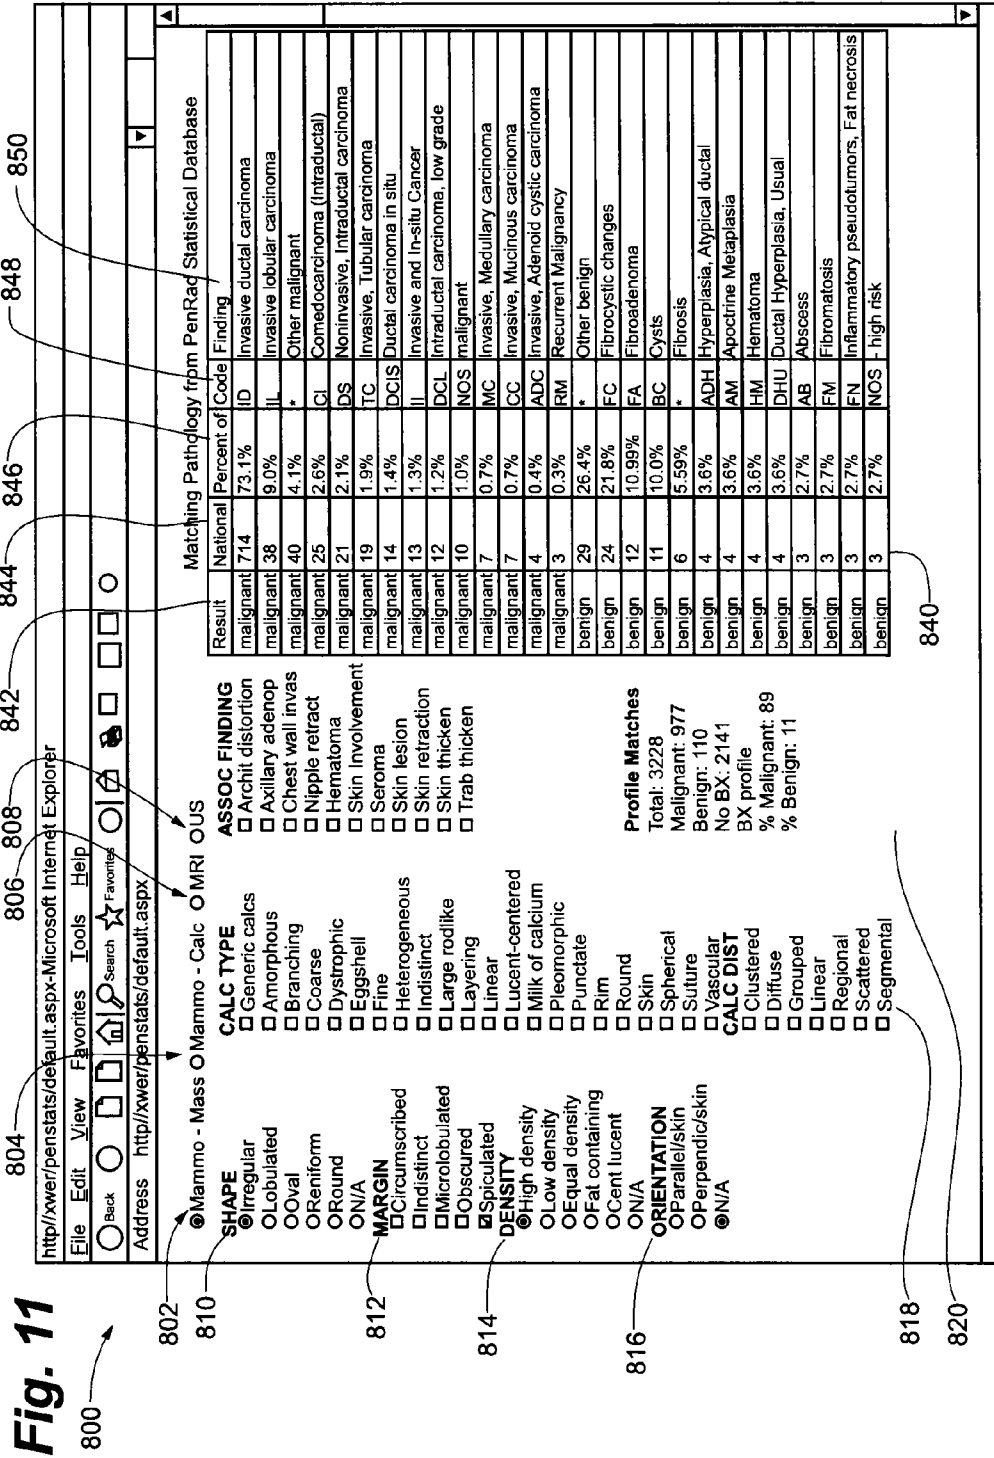 Fig. 11
800
804
806
808
842
844
846
848
850
http//xwer/penstats/default.aspx-Microsoft Internet Explorer
File Edit View Favorites Tools Help
Back Search Favorites
Address http//xwer/penstats/default.aspx
802
Mammo - Mass Mammo - Calc MRI US
810
SHAPE
Irregular
Lobulated
Oval
Reniform
Round
N/A
812
MARGIN
Circumscribed
Indistinct
Microlobulated
Obscured
Spiculated
814
DENSITY
High density
Low density
Equal density
Fat containing
Cent lucent
N/A
816
ORIENTATION
Parallel/skin
Perpendic/skin
N/A
CALC TYPE
Generic calcs
Amorphous
Branching
Coarse
Dystrophic
Eggshell
Fine
Heterogeneous
Indistinct
Large rodlike
Layering
Linear
Lucent-centered
Milk of calcium
Pleomorphic
Punctate
Rim
Round
Skin
Spherical
Suture
Vascular
CALC DIST
Clustered
Diffuse
Grouped
Linear
Regional
Scattered
Segmental
818
820
ASSOC FINDING
Archit distortion
Axillary adenop
Chest wall invas
Nipple retract
Hematoma
Skin Involvement
Seroma
Skin lesion
Skin retraction
Skin thicken
Trab thicken
Profile Matches
Total: 3228
Malignant: 977
Benign: 110
No BX: 2141
BX profile
% Malignant: 89
% Benign: 11
Matching Pathology from PenRad Statistical Database
Result National Percent of Code Finding
malignant 714 73.1% ID Invasive ductal carcinoma
malignant 38 9.0% IL Invasive lobular carcinoma
malignant 40 4.1% * Other malignant
malignant 25 2.6% CI Comedocarcinoma (Intraductal)
malignant 21 2.1% DS Noninvasive, Intraductal carcinoma
malignant 19 1.9% TC Invasive, Tubular carcinoma
malignant 14 1.4% DCIS Ductal carcinoma in situ
malignant 13 1.3% II Invasive and In-situ Cancer
malignant 12 1.2% DCL Intraductal carcinoma, low grade
malignant 10 1.0% NOS malignant
malignant 7 0.7% MC Invasive, Medullary carcinoma
malignant 7 0.7% CC Invasive, Mucinous carcinoma
malignant 4 0.4% ADC Invasive, Adenoid cystic carcinoma
malignant 3 0.3% RM Recurrent Malignancy
benign 29 26.4% * Other benign
benign 24 21.8% FC Fibrocystic changes
benign 12 10.99% FA Fibroadenoma
benign 11 10.0% BC Cysts
benign 6 5.59% * Fibrosis
benign 4 3.6% ADH Hyperplasia, Atypical ductal
benign 4 3.6% AM Apoctrine Metaplasia
benign 4 3.6% HM Hematoma
benign 4 3.6% DHU Ductal Hyperplasia, Usual
benign 3 2.7% AB Abscess
benign 3 2.7% FM Fibromatosis
benign 3 2.7% FN Inflammatory pseudotumors, Fat necrosis
benign 3 2.7% NOS - high risk
840